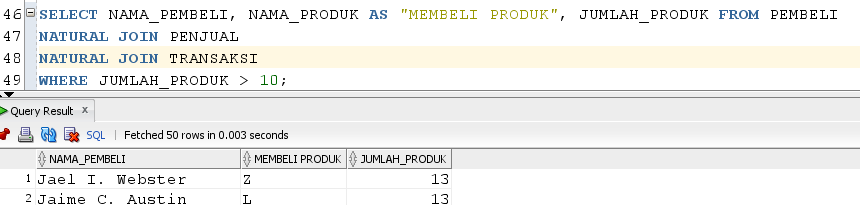 46 SELECT NAMA_PEMBELI, NAMA_PRODUK AS "MEMBELI PRODUK", JUMLAH_PRODUK FROM PEMBELI
47 NATURAL JOIN PENJUAL
48 NATURAL JOIN TRANSAKSI
49 WHERE JUMLAH_PRODUK > 10;
Query Result x
SQL | Fetched 50 rows in 0.003 seconds
NAMA_PEMBELI MEMBELI PRODUK JUMLAH_PRODUK
1 Jael I. Webster Z 13
2 Jaime C. Austin L 13